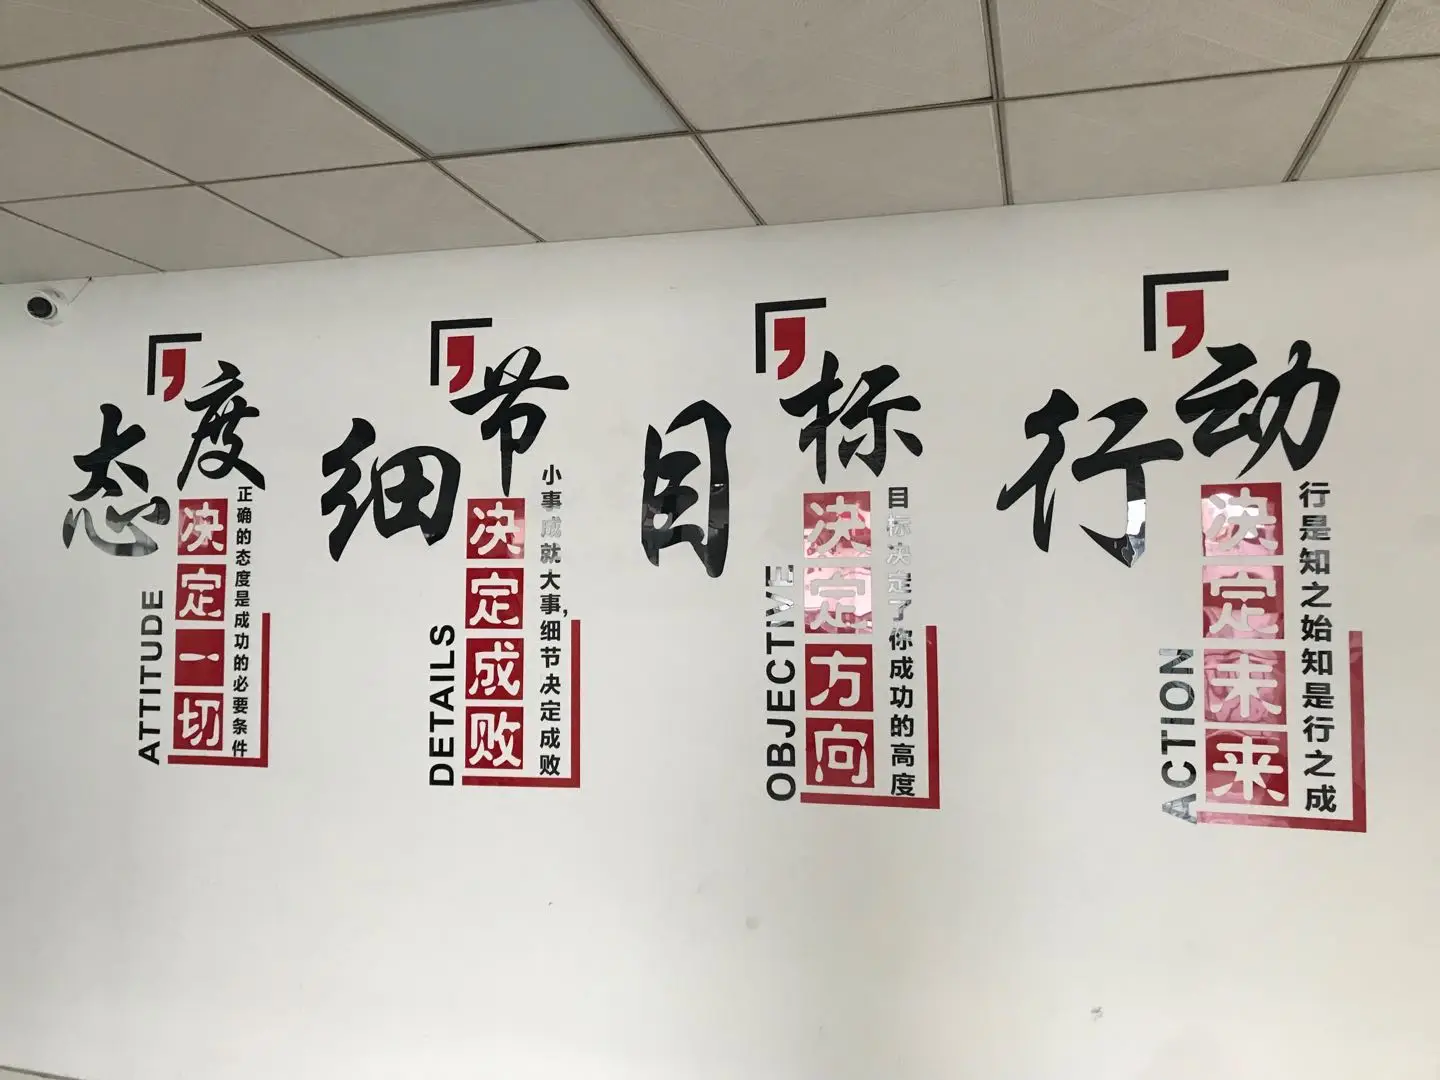 态度
决定一切
正确的态度是成功的必要条件
ATTITUDE
细节
决定成败
小事成就大事,细节决定成败
DETAILS
目标
决定方向
目标决定了你成功的高度
OBJECTIVE
行动
决定未来
行是知之始知是行之成
ACTION